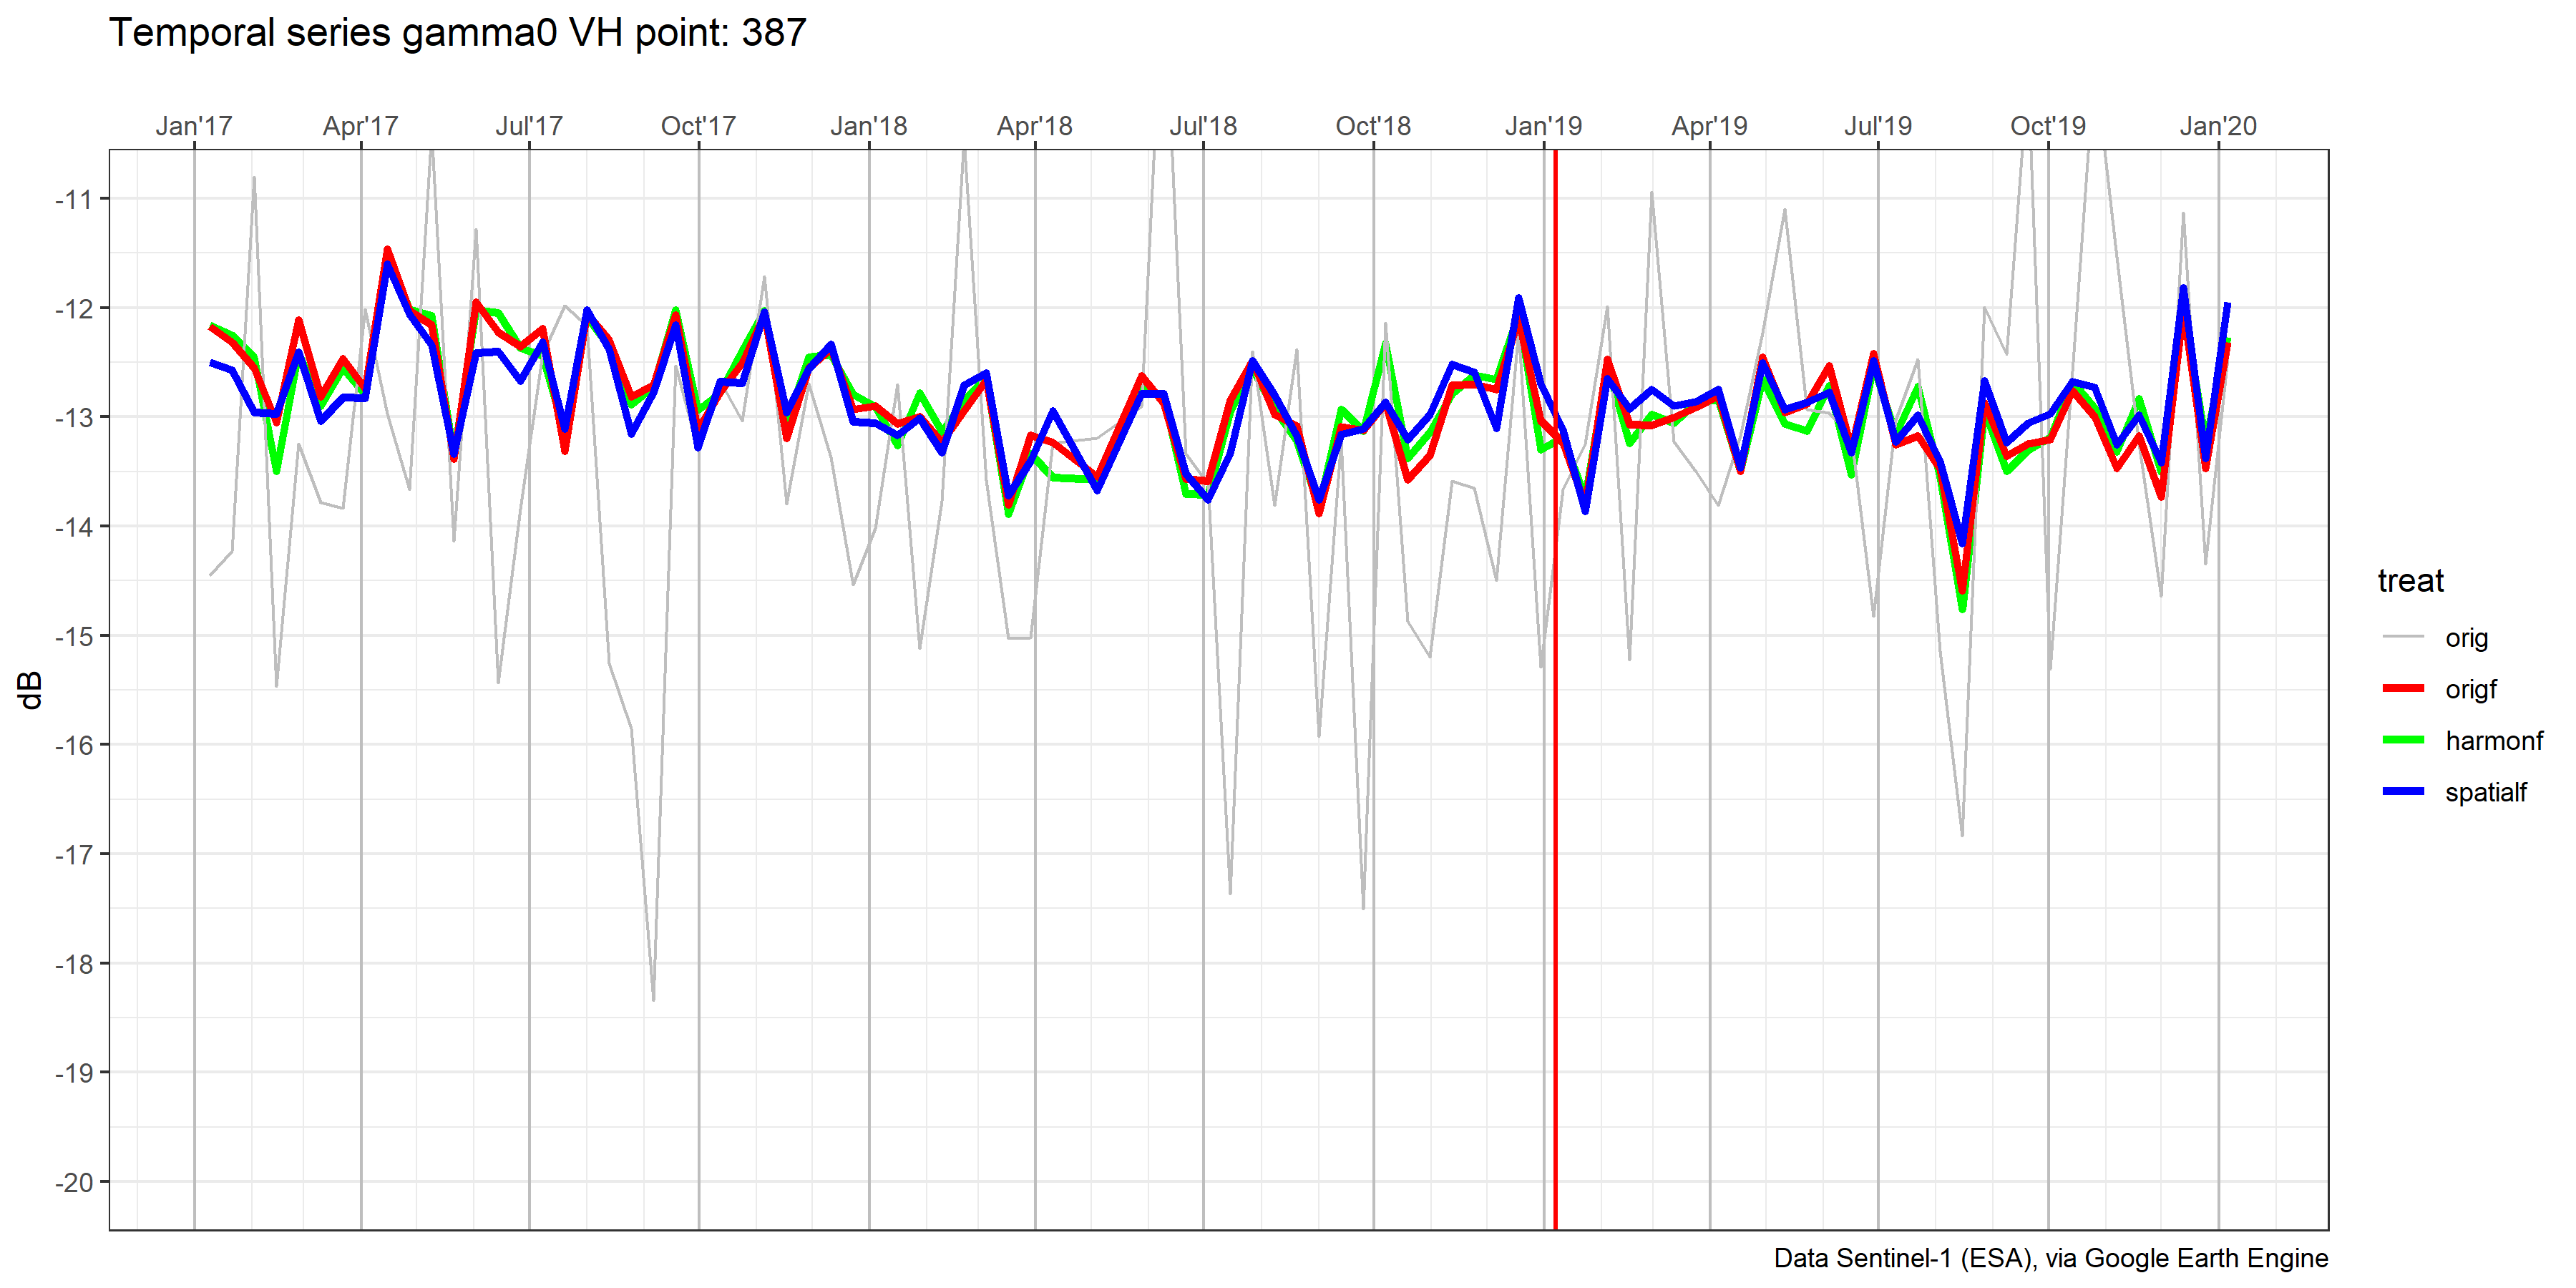 Temporal series gamma0 VH point: 387
Jan'17 Apr'17 Jul'17 Oct'17 Jan'18 Apr'18 Jul'18 Oct'18 Jan'19 Apr'19 Jul'19 Oct'19 Jan'20
-11
-12
-13
-14
-15
-16
-17
-18
-19
-20
dB
treat
orig
origf
harmonf
spatialf
Data Sentinel-1 (ESA), via Google Earth Engine